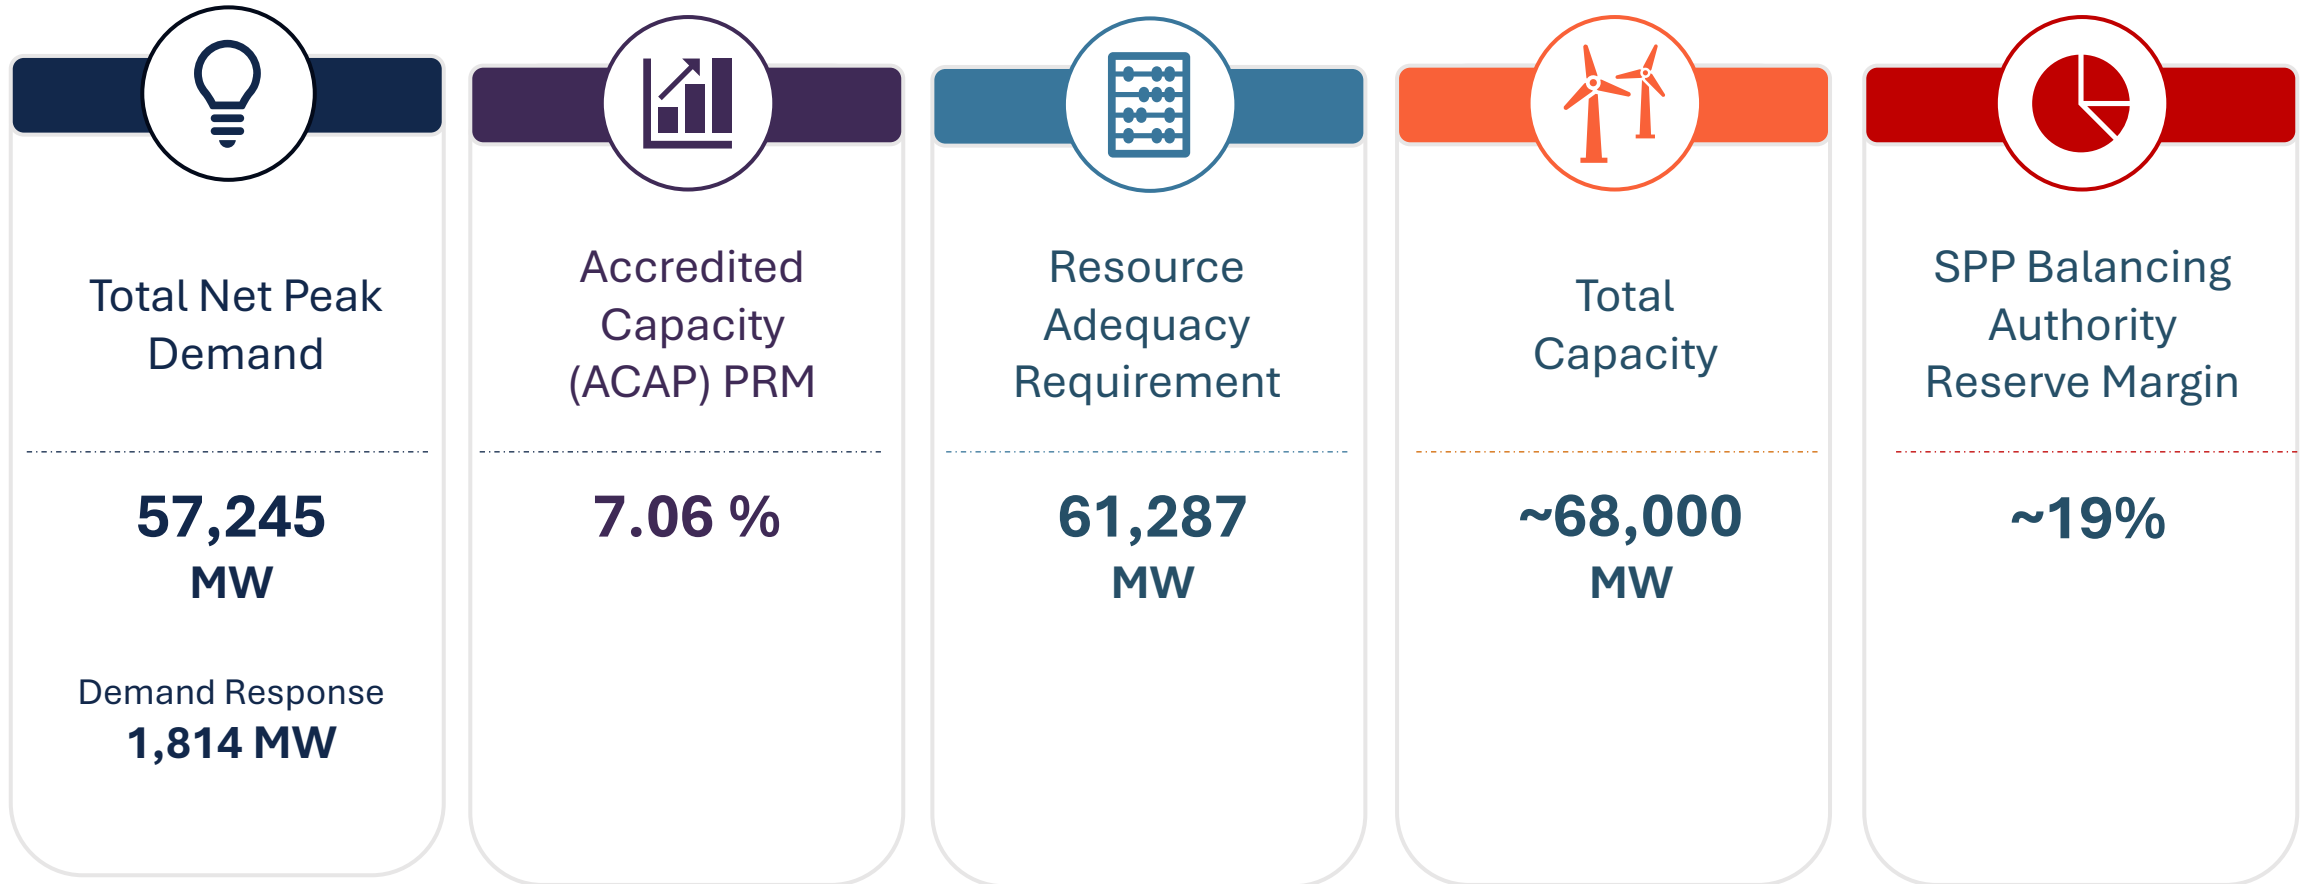 Total Net Peak
Demand
57,245
MW
Demand Response
1,814 MW
Accredited
Capacity
(ACAP) PRM
7.06 %
Resource
Adequacy
Requirement
61,287
MW
Total
Capacity
~68,000
MW
SPP Balancing
Authority
Reserve Margin
~19%